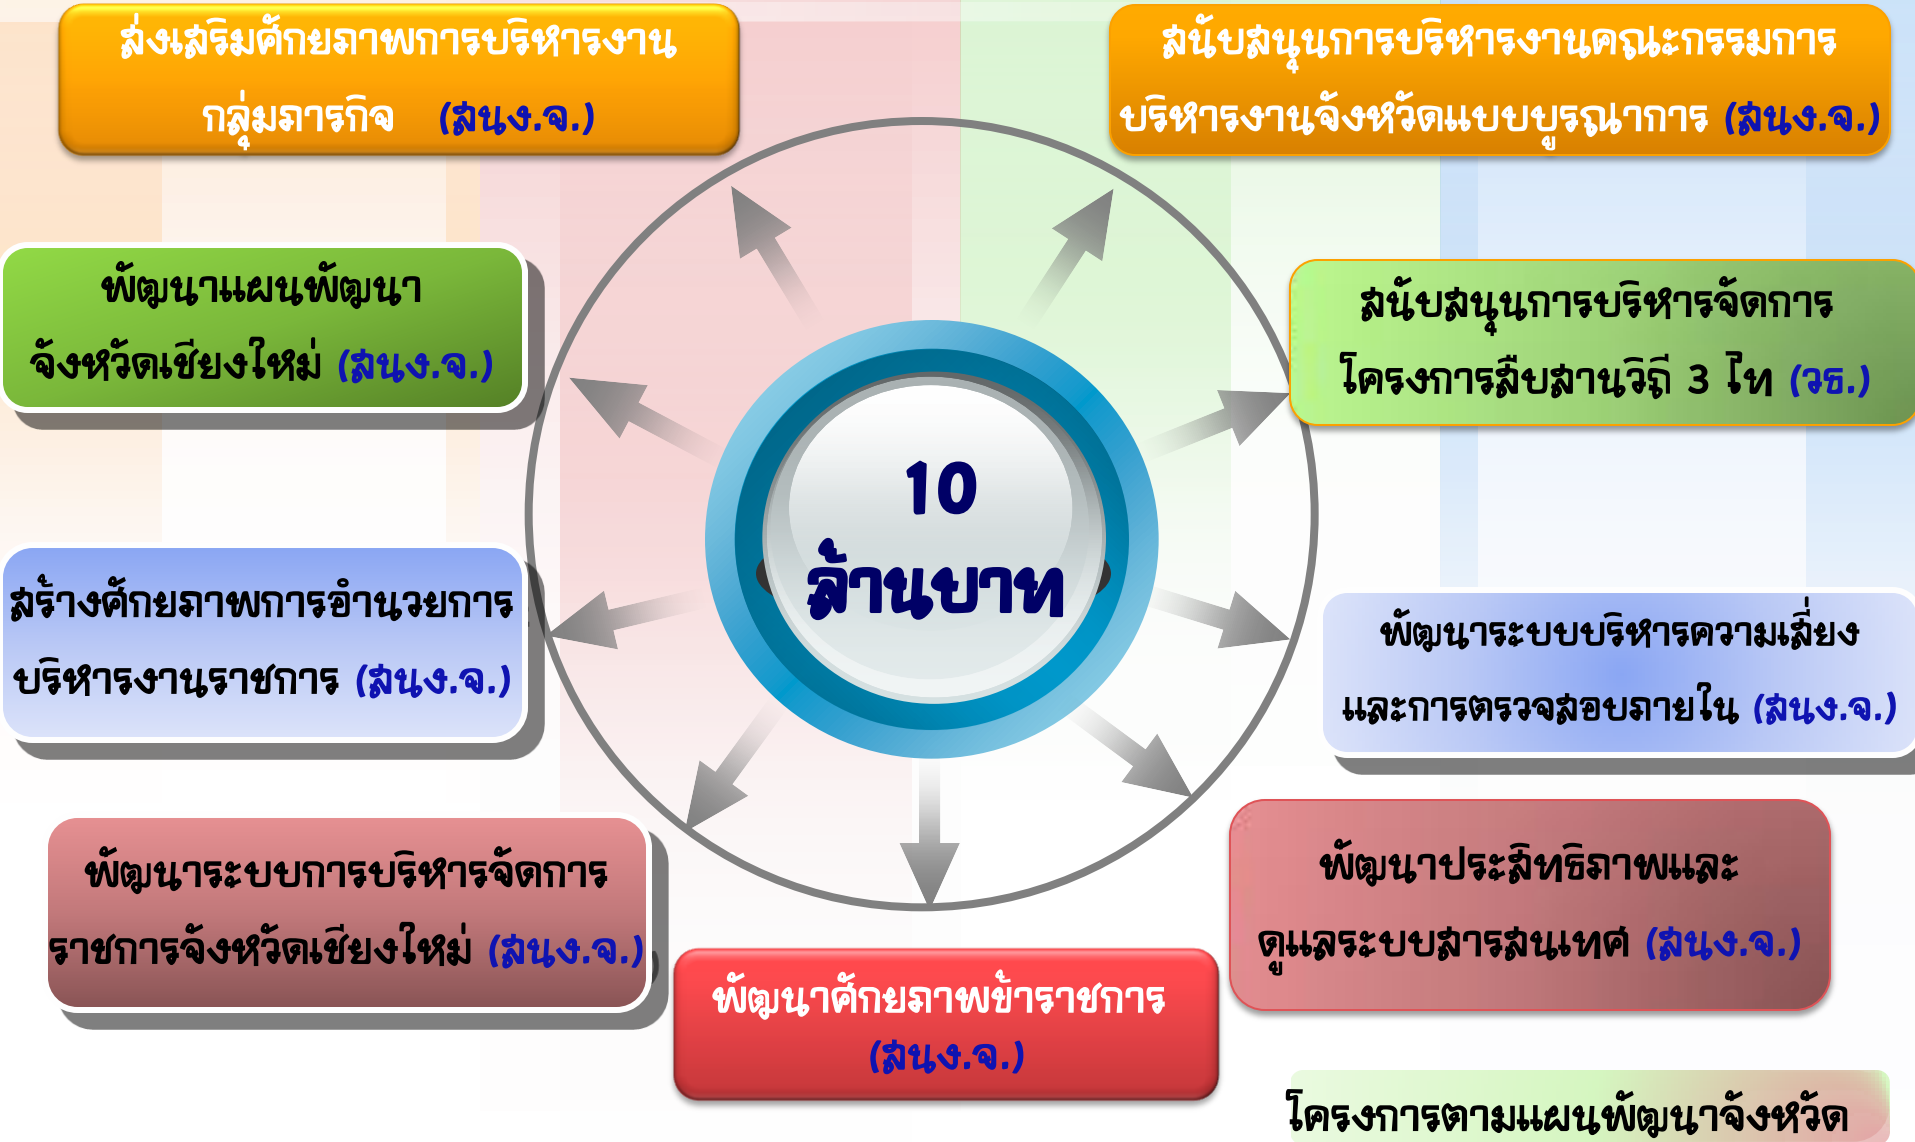 ส่งเสริมศักยภาพการบริหารงาน
กลุ่มภารกิจ (สนง.จ.)
สนับสนุนการบริหารงานคณะกรรมการ
บริหารงานจังหวัดแบบบูรณาการ (สนง.จ.)
พัฒนาแผนพัฒนา
จังหวัดเชียงใหม่ (สนง.จ.)
สนับสนุนการบริหารจัดการ
โครงการสืบสานวิถี 3 โท (วธ.)
10
ล้านบาท
สร้างศักยภาพการอำนวยการ
บริหารงานราชการ (สนง.จ.)
พัฒนาระบบบริหารความเสี่ยง
และการตรวจสอบภายใน (สนง.จ.)
พัฒนาระบบการบริหารจัดการ
ราชการจังหวัดเชียงใหม่ (สนง.จ.)
พัฒนาประสิทธิภาพและ
ดูแลระบบสารสนเทศ (สนง.จ.)
พัฒนาศักยภาพข้าราชการ
(สนง.จ.)
โครงการตามแผนพัฒนาจังหวัด